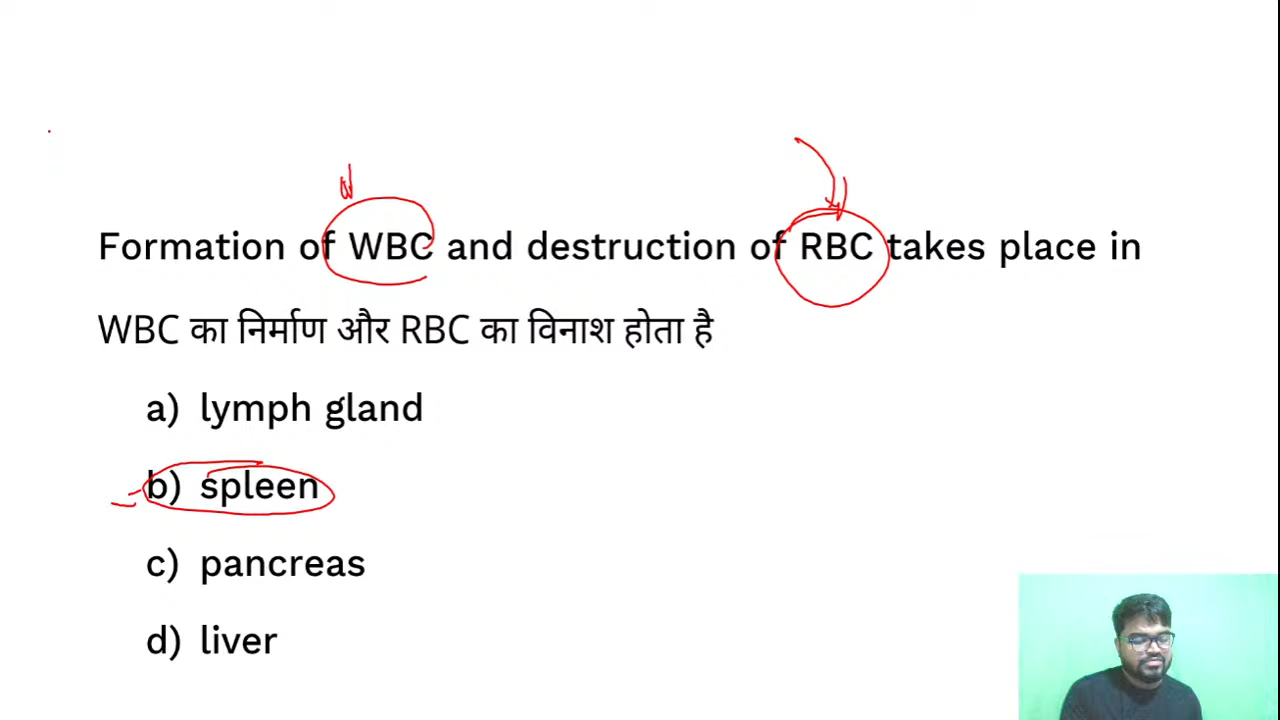 Formation of WBC and destruction of RBC takes place in
WBC का निर्माण और RBC का विनाश होता है
a) lymph gland
b) spleen
c) pancreas
d) liver